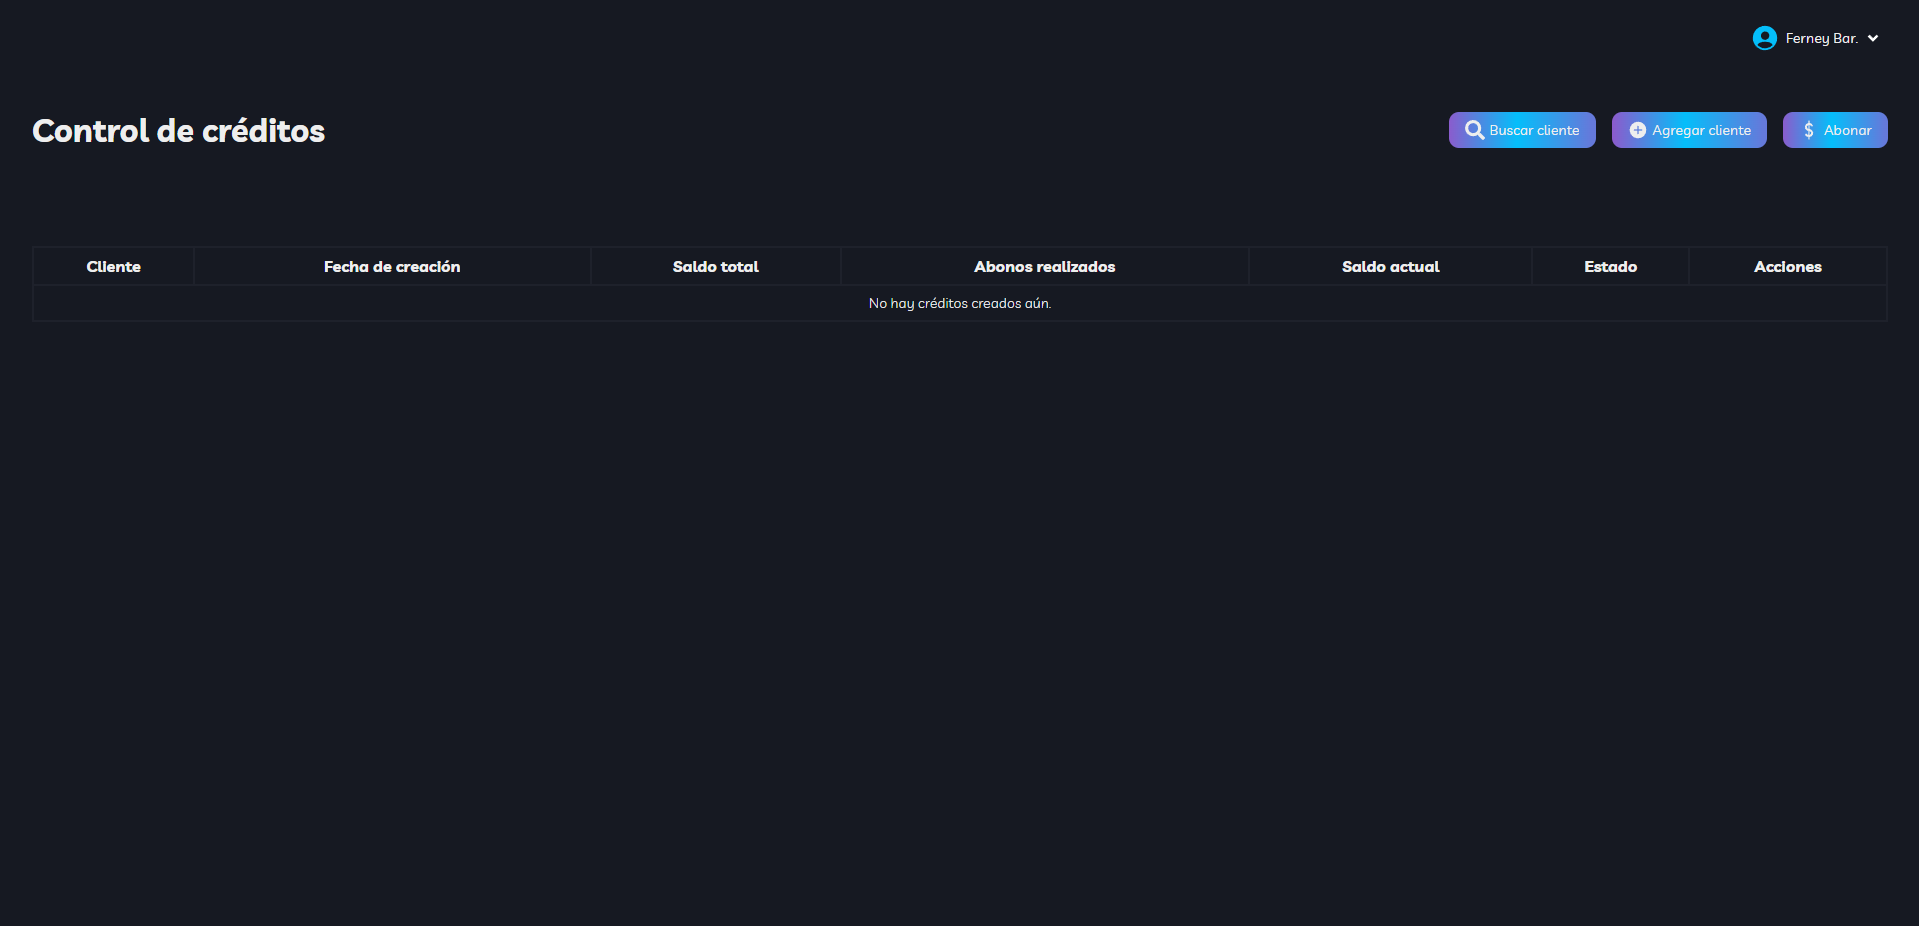 Ferney Bar.
Control de créditos
Buscar cliente
Agregar cliente
$ Abonar
Cliente Fecha de creación Saldo total Abonos realizados Saldo actual Estado Acciones
No hay créditos creados aún.